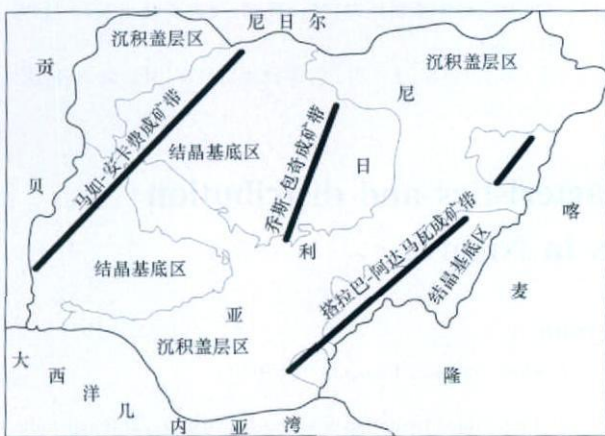 尼日尔
沉积盖层区
沉积盖层区
贡
贝
尼
日
利
亚
马如-安卡费成矿带
乔斯-包奇成矿带
结晶基底区
结晶基底区
塔拉巴-阿达马瓦成矿带
结晶基底区
喀
麦
隆
沉积盖层区
大西洋
几内亚湾